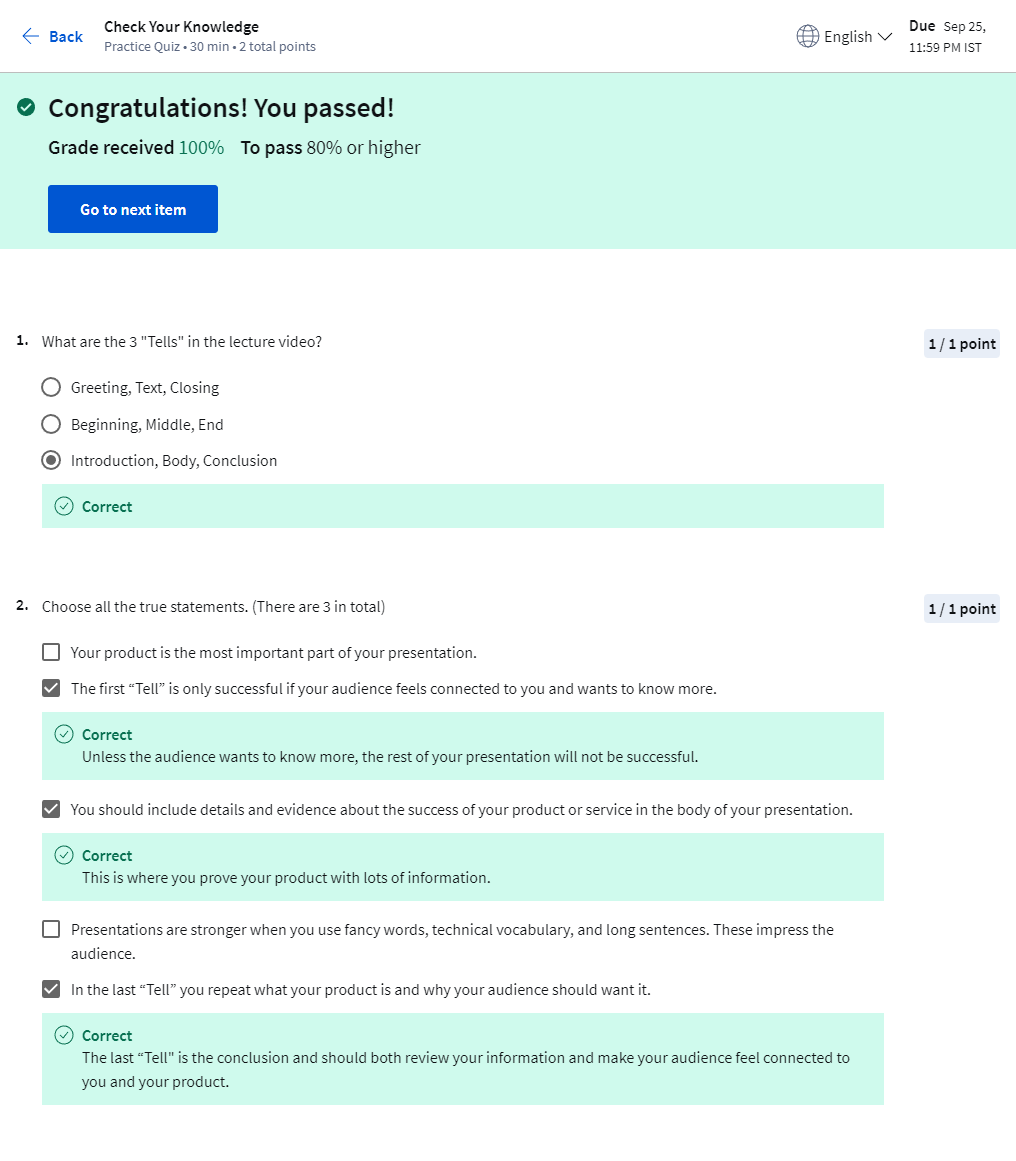 Back
Check Your Knowledge
Practice Quiz • 30 min • 2 total points
English
Due Sep 25,
11:59 PM IST
Congratulations! You passed!
Grade received 100% To pass 80% or higher
Go to next item
1. What are the 3 "Tells" in the lecture video?
1 / 1 point
Greeting, Text, Closing
Beginning, Middle, End
Introduction, Body, Conclusion
Correct
2. Choose all the true statements. (There are 3 in total)
1 / 1 point
Your product is the most important part of your presentation.
The first “Tell” is only successful if your audience feels connected to you and wants to know more.
Correct
Unless the audience wants to know more, the rest of your presentation will not be successful.
You should include details and evidence about the success of your product or service in the body of your presentation.
Correct
This is where you prove your product with lots of information.
Presentations are stronger when you use fancy words, technical vocabulary, and long sentences. These impress the
audience.
In the last “Tell” you repeat what your product is and why your audience should want it.
Correct
The last “Tell" is the conclusion and should both review your information and make your audience feel connected to
you and your product.